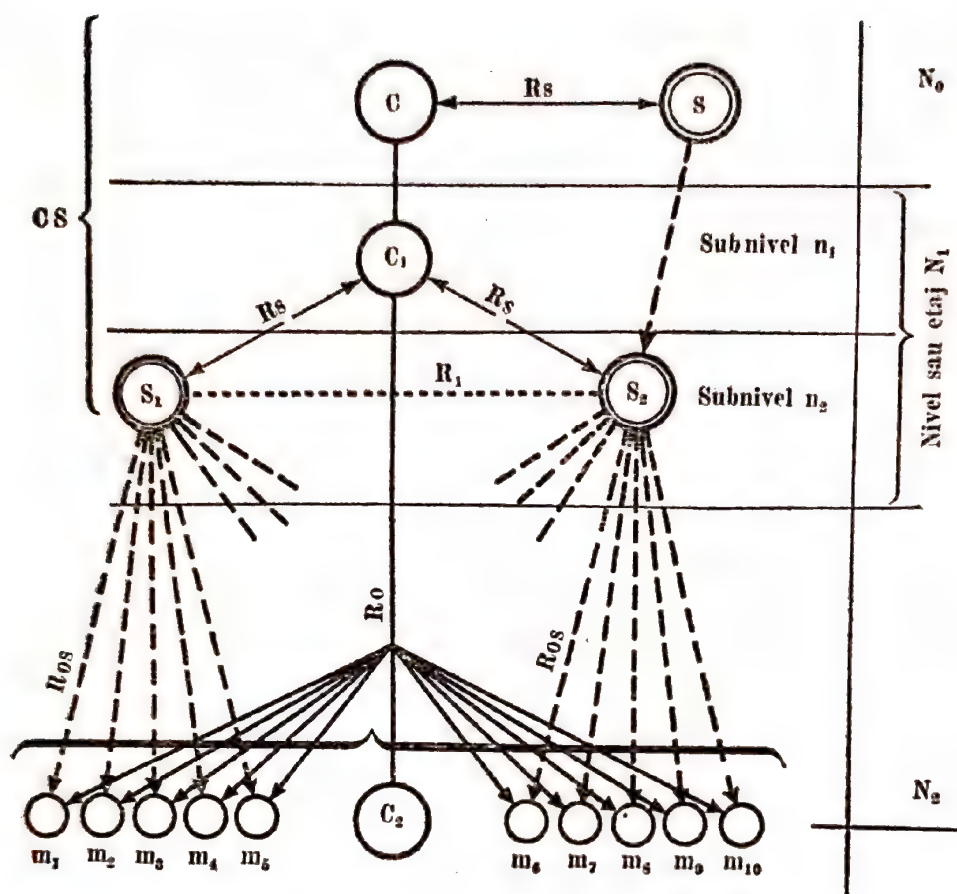 N₀
C
Rs
S
CS
Subnivel n₁
C₁
Nivel sau etaj N₁
Rs
Rs
S₁
R₁
S₂
Subnivel n₂
Ro
Ros
Ros
C₂
N₂
m₁ m₂ m₃ m₄ m₅ m₆ m₇ m₈ m₉ m₁₀